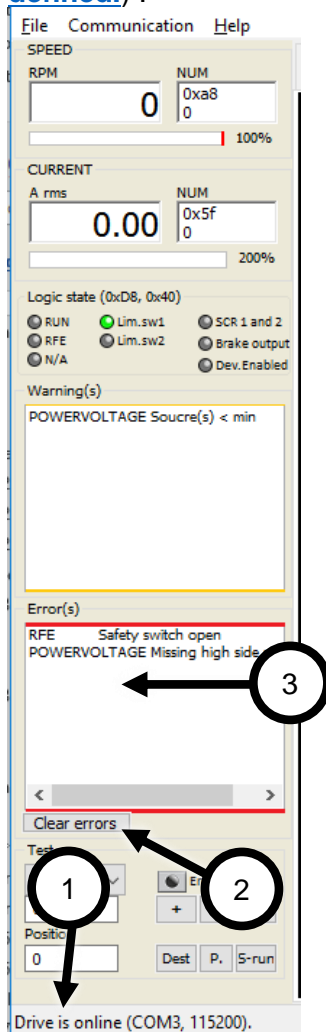 defined.) .
File Communication Help
SPEED
RPM NUM
0 0xa8
0
100%
CURRENT
A rms NUM
0.00 0x5f
0
200%
Logic state (0xD8, 0x40)
RUN Lim.sw1 SCR 1 and 2
RFE Lim.sw2 Brake output
N/A Dev.Enabled
Warning(s)
POWERVOLTAGE Soucre(s) < min
Error(s)
RFE Safety switch open
POWERVOLTAGE Missing high side
3
< >
Clear errors
Test
1 2
+
Positio
0 Dest P. S-run
Drive is online (COM3, 115200).